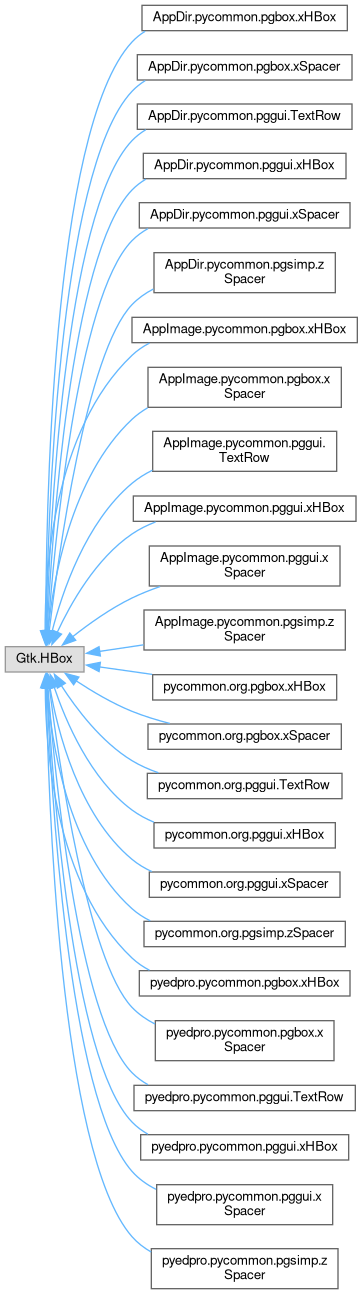 AppDir.pycommon.pgbox.xHBox
AppDir.pycommon.pgbox.xSpacer
AppDir.pycommon.pggui.TextRow
AppDir.pycommon.pggui.xHBox
AppDir.pycommon.pggui.xSpacer
AppDir.pycommon.pgsimp.z
Spacer
AppImage.pycommon.pgbox.xHBox
AppImage.pycommon.pgbox.x
Spacer
AppImage.pycommon.pggui.
TextRow
AppImage.pycommon.pggui.xHBox
AppImage.pycommon.pggui.x
Spacer
AppImage.pycommon.pgsimp.z
Spacer
Gtk.HBox
pycommon.org.pgbox.xHBox
pycommon.org.pgbox.xSpacer
pycommon.org.pggui.TextRow
pycommon.org.pggui.xHBox
pycommon.org.pggui.xSpacer
pycommon.org.pgsimp.zSpacer
pyedpro.pycommon.pgbox.xHBox
pyedpro.pycommon.pgbox.x
Spacer
pyedpro.pycommon.pggui.TextRow
pyedpro.pycommon.pggui.xHBox
pyedpro.pycommon.pggui.x
Spacer
pyedpro.pycommon.pgsimp.z
Spacer